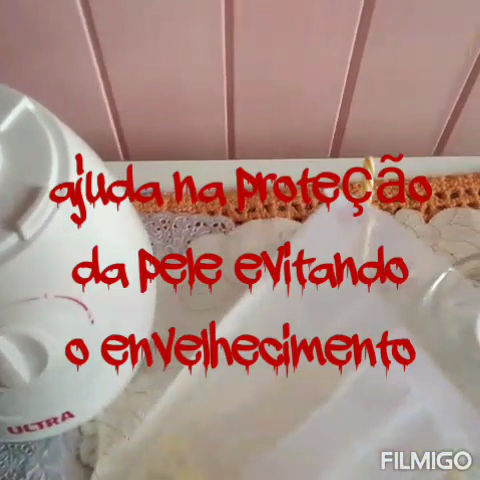 ajuda na proteção
da pele evitando
o envelhecimento
ULTRA
FILMIGO